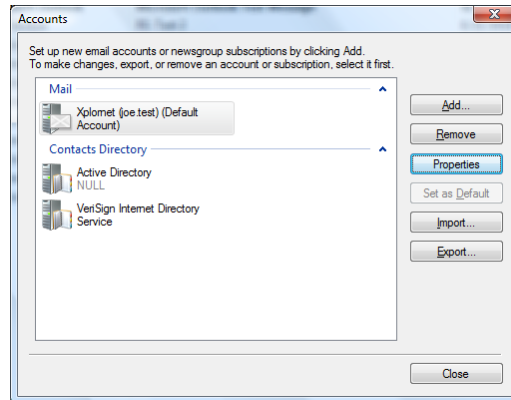 Accounts
Set up new email accounts or newsgroup subscriptions by clicking Add.
To make changes, export, or remove an account or subscription, select it first.
Mail
Xplornet (joe.test) (Default
Account)
Contacts Directory
Active Directory
NULL
VeriSign Internet Directory
Service
Add...
Remove
Properties
Set as Default
Import...
Export...
Close